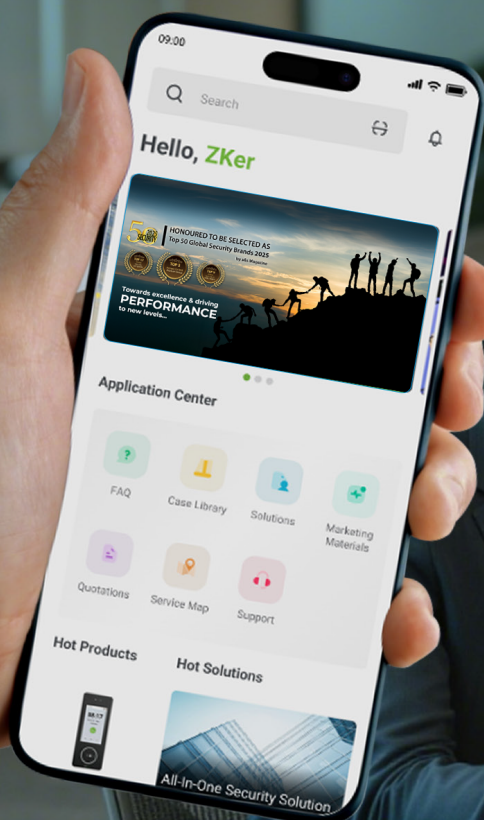 09:00
Search
Hello, ZKer
HONOURED TO BE SELECTED AS
Top 50 Global Security Brands 2025
by a&s Magazine
Towards excellence & driving
PERFORMANCE
to new levels...
Application Center
FAQ
Case Library
Solutions
Marketing
Materials
Quotations
Service Map
Support
Hot Products
Hot Solutions
All-In-One Security Solution